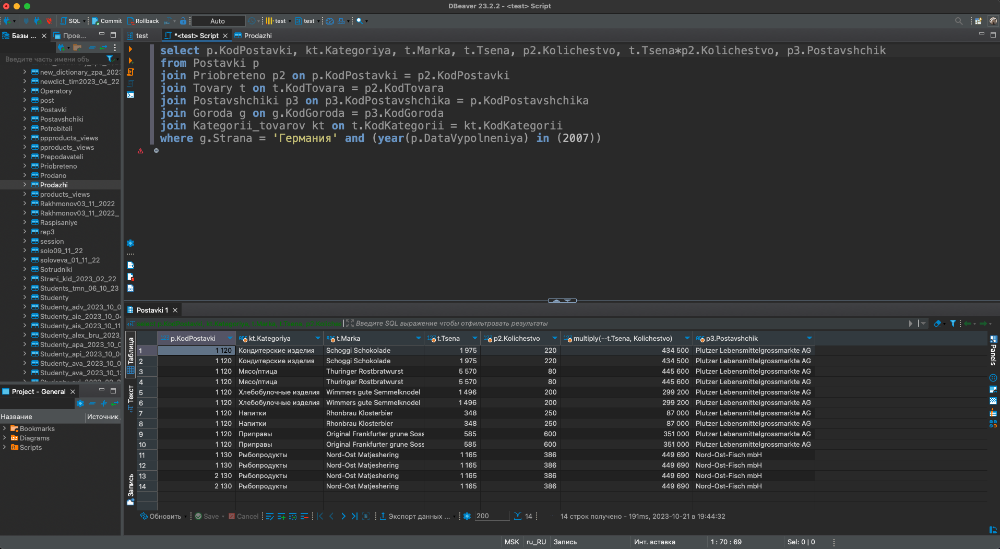 DBeaver 23.2.2 - <test> Script
SQL Commit Rollback Auto test test
Базы ... Прое...
test *<test> Script Prodazhi
Введите часть имени объ
new_dictionary_zpa_2023
newdict_tim2023_04_22
Operatory
post
Postavki
Postavshchiki
Potrebiteli
ppproducts_views
pproducts_views
Prepodavateli
Priobreteno
Prodano
Prodazhi
products_views
Rakhmonov03_11_2022
Rakhmonov03_11_2022_
Raspisaniye
rep3
session
solo09_11_22
soloveva_01_11_22
Sotrudniki
Strani_kld_2023_02_22
Students_tmn_06_10_23
Studenty
Studenty_adv_2023_10_0
Studenty_aie_2023_10_04
Studenty_ais_2023_10_11
Studenty_alex_bru_2023_
Studenty_apa_2023_10_0
Studenty_api_2023_10_0
Studenty_ava_2023_10_0
Studenty_ava_2023_10_13
Project - General
Название Источник
Bookmarks
Diagrams
Scripts
select p.KodPostavki, kt.Kategoriya, t.Marka, t.Tsena, p2.Kolichestvo, t.Tsena*p2.Kolichestvo, p3.Postavshchik
from Postavki p
join Priobreteno p2 on p.KodPostavki = p2.KodPostavki
join Tovary t on t.KodTovara = p2.KodTovara
join Postavshchiki p3 on p3.KodPostavshchika = p.KodPostavshchika
join Goroda g on g.KodGoroda = p3.KodGoroda
join Kategorii_tovarov kt on t.KodKategorii = kt.KodKategorii
where g.Strana = 'Германия' and (year(p.DataVypolneniya) in (2007))
Postavki 1
select p.KodPostavki, kt.Kategoriya, t.Marka, t.Tsena, p2.Koliches Введите SQL выражение чтобы отфильтровать результаты
Таблица
Текст
Запись
Panels
p.KodPostavki kt.Kategoriya t.Marka t.Tsena p2.Kolichestvo multiply(--t.Tsena, Kolichestvo) p3.Postavshchik
1 1 120 Кондитерские изделия Schoggi Schokolade 1 975 220 434 500 Plutzer Lebensmittelgrossmarkte AG
2 1 120 Кондитерские изделия Schoggi Schokolade 1 975 220 434 500 Plutzer Lebensmittelgrossmarkte AG
3 1 120 Мясо/птица Thuringer Rostbratwurst 5 570 80 445 600 Plutzer Lebensmittelgrossmarkte AG
4 1 120 Мясо/птица Thuringer Rostbratwurst 5 570 80 445 600 Plutzer Lebensmittelgrossmarkte AG
5 1 120 Хлебобулочные изделия Wimmers gute Semmelknodel 1 496 200 299 200 Plutzer Lebensmittelgrossmarkte AG
6 1 120 Хлебобулочные изделия Wimmers gute Semmelknodel 1 496 200 299 200 Plutzer Lebensmittelgrossmarkte AG
7 1 120 Напитки Rhonbrau Klosterbier 348 250 87 000 Plutzer Lebensmittelgrossmarkte AG
8 1 120 Напитки Rhonbrau Klosterbier 348 250 87 000 Plutzer Lebensmittelgrossmarkte AG
9 1 120 Приправы Original Frankfurter grune Soss 585 600 351 000 Plutzer Lebensmittelgrossmarkte AG
10 1 120 Приправы Original Frankfurter grune Soss 585 600 351 000 Plutzer Lebensmittelgrossmarkte AG
11 1 130 Рыбопродукты Nord-Ost Matjeshering 1 165 386 449 690 Nord-Ost-Fisch mbH
12 1 130 Рыбопродукты Nord-Ost Matjeshering 1 165 386 449 690 Nord-Ost-Fisch mbH
13 2 130 Рыбопродукты Nord-Ost Matjeshering 1 165 386 449 690 Nord-Ost-Fisch mbH
14 2 130 Рыбопродукты Nord-Ost Matjeshering 1 165 386 449 690 Nord-Ost-Fisch mbH
Обновить Save Cancel Экспорт данных ... 200 14 14 строк получено - 191ms, 2023-10-21 в 19:44:32
MSK ru_RU Запись Инт. вставка 1 : 70 : 69 Sel: 0 | 0